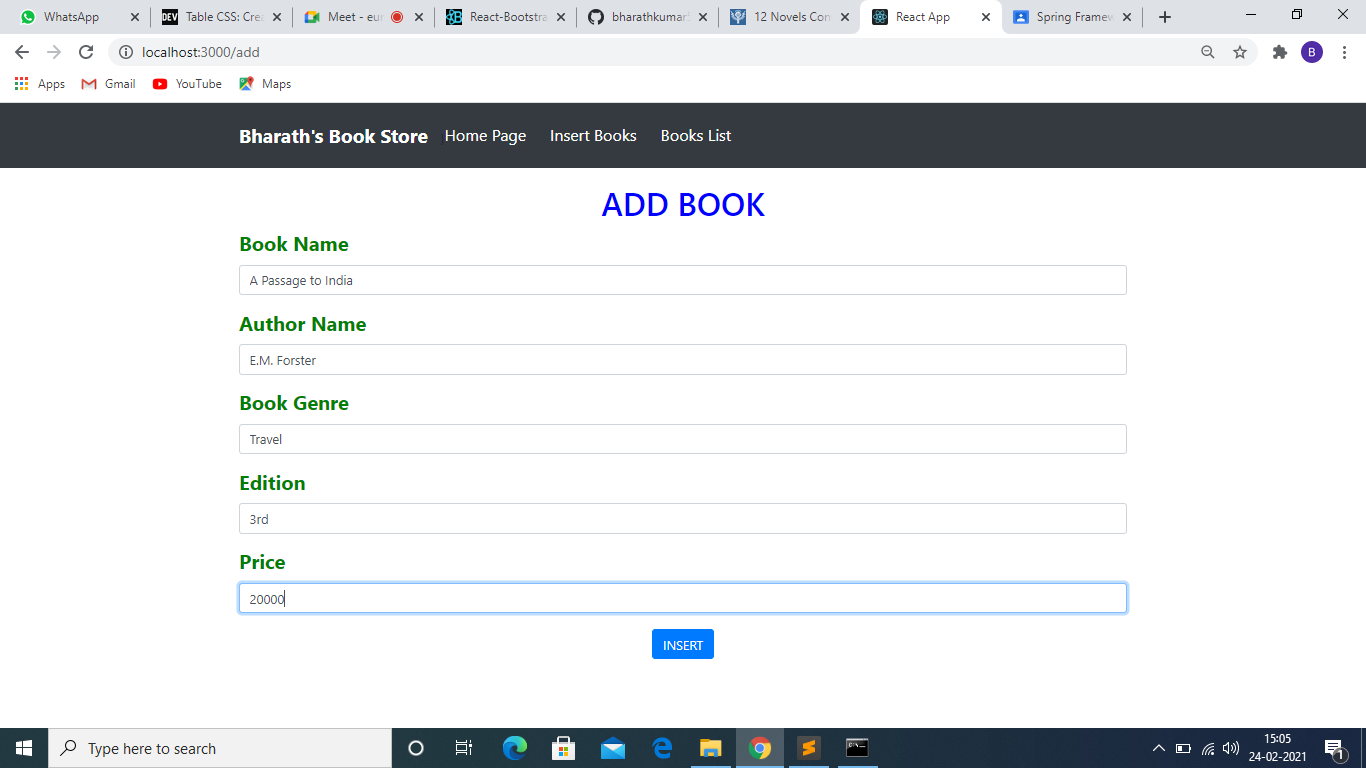 WhatsApp
DEV Table CSS: Cre
Meet - eur
React-Bootstra
bharathkumar
12 Novels Con
React App
Spring Framew
localhost:3000/add
B
Apps Gmail YouTube Maps
Bharath's Book Store Home Page Insert Books Books List
ADD BOOK
Book Name
A Passage to India
Author Name
E.M. Forster
Book Genre
Travel
Edition
3rd
Price
20000
INSERT
Type here to search
15:05
24-02-2021
1